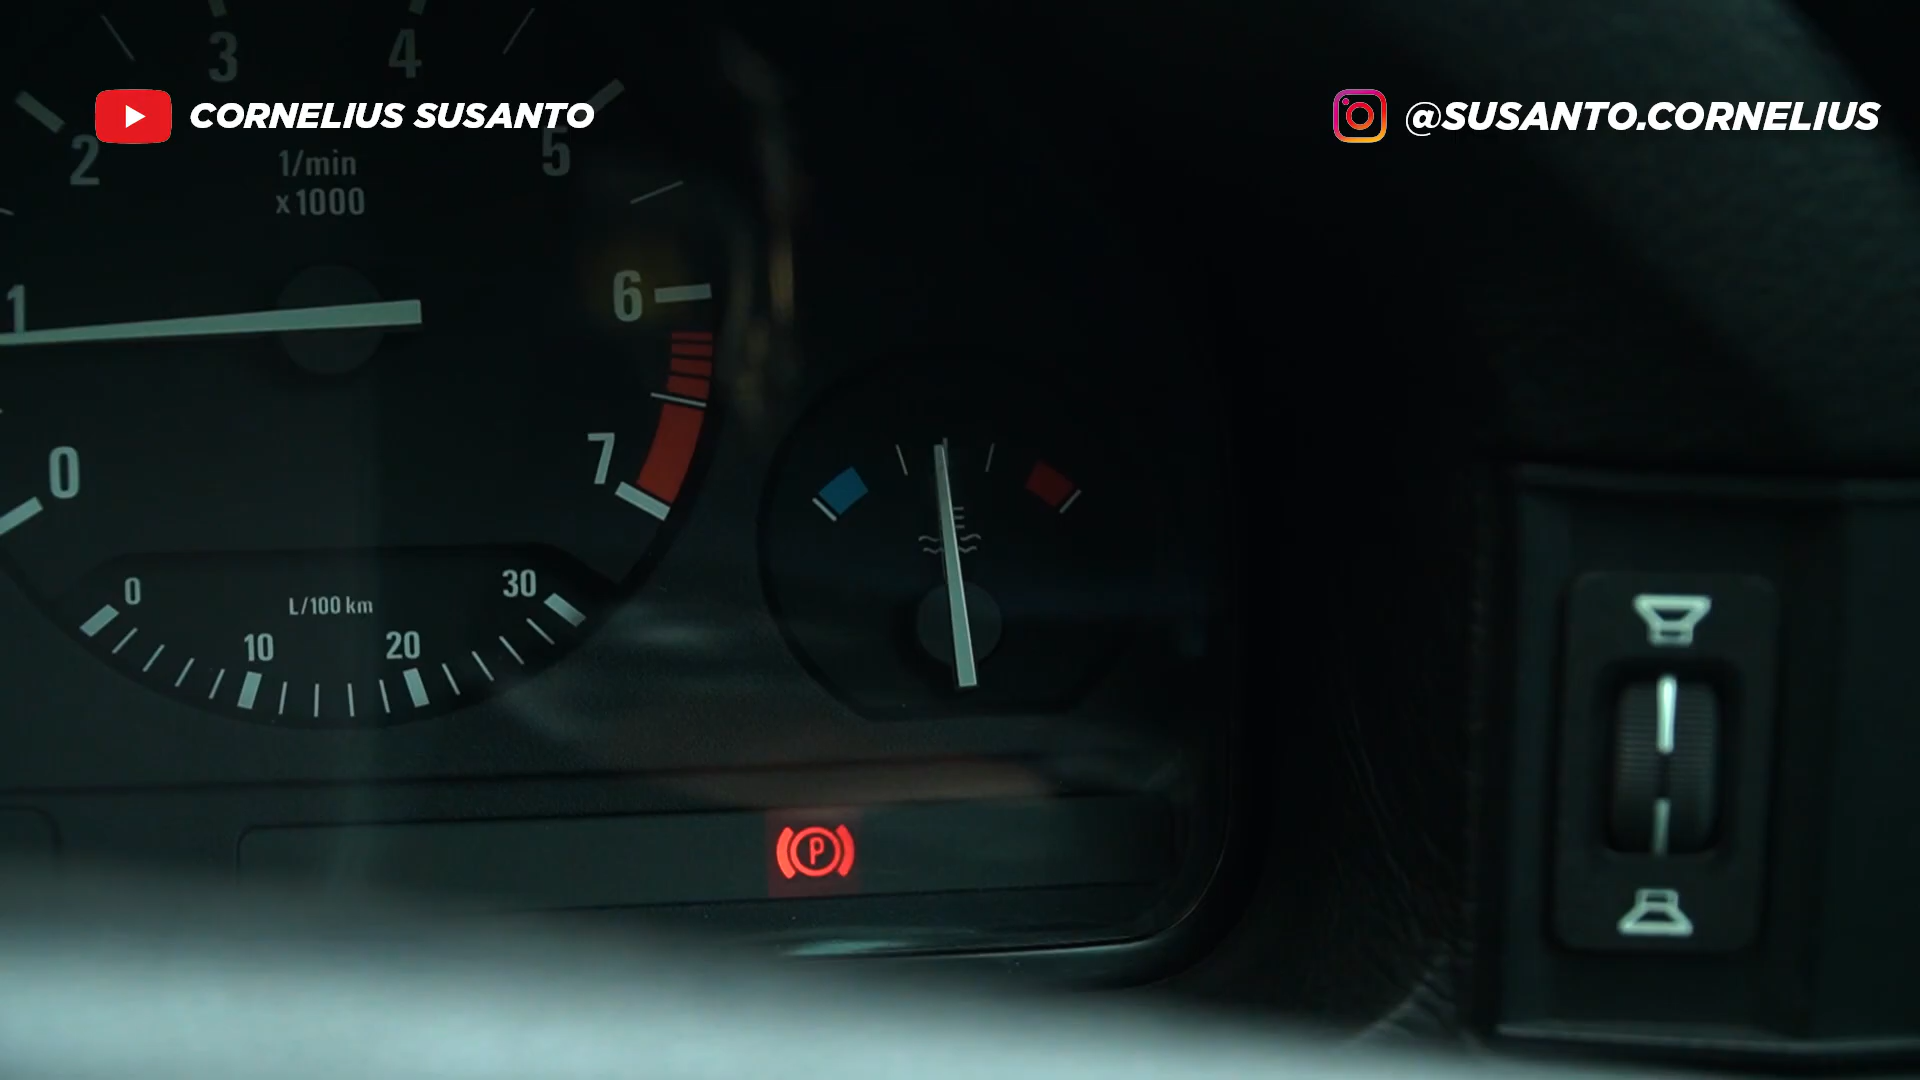 CORNELIUS SUSANTO
@SUSANTO.CORNELIUS
3 4
2 5
1/min
x1000
1 6
0 7
0 30
L/100 km
10 20
P